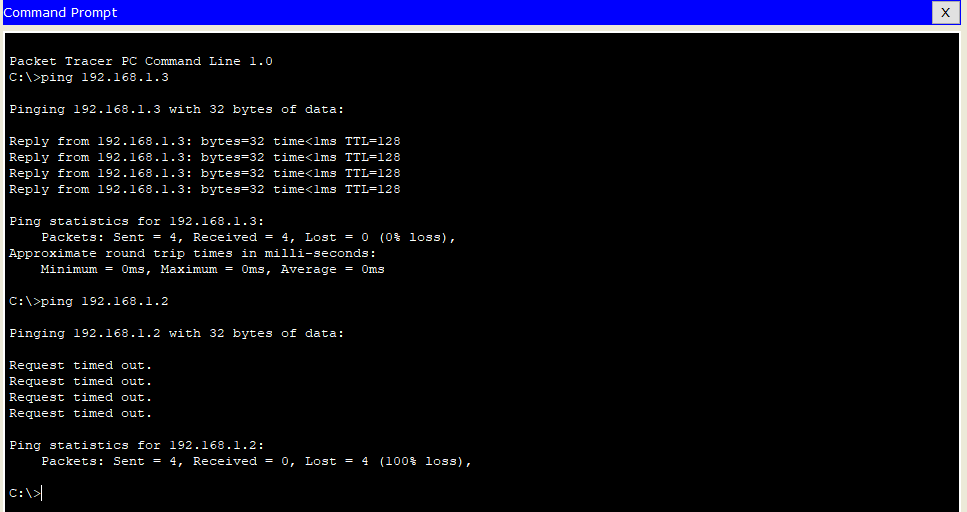 Command Prompt
X
Packet Tracer PC Command Line 1.0
C:\>ping 192.168.1.3
Pinging 192.168.1.3 with 32 bytes of data:
Reply from 192.168.1.3: bytes=32 time<1ms TTL=128
Reply from 192.168.1.3: bytes=32 time<1ms TTL=128
Reply from 192.168.1.3: bytes=32 time<1ms TTL=128
Reply from 192.168.1.3: bytes=32 time<1ms TTL=128
Ping statistics for 192.168.1.3:
    Packets: Sent = 4, Received = 4, Lost = 0 (0% loss),
Approximate round trip times in milli-seconds:
    Minimum = 0ms, Maximum = 0ms, Average = 0ms
C:\>ping 192.168.1.2
Pinging 192.168.1.2 with 32 bytes of data:
Request timed out.
Request timed out.
Request timed out.
Request timed out.
Ping statistics for 192.168.1.2:
    Packets: Sent = 4, Received = 0, Lost = 4 (100% loss),
C:\>